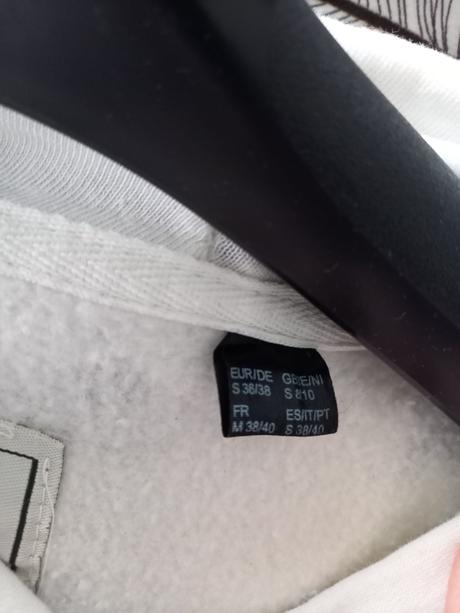 EUR/DE GB/IE/NI
S 36/38 S 8/10
FR ES/IT/PT
M 38/40 S 38/40